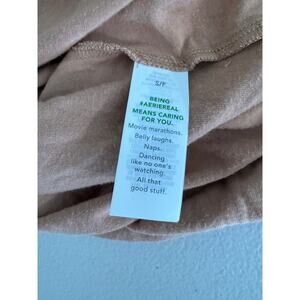 S/P
BEING
#AERIEREAL
MEANS CARING
FOR YOU.
Movie marathons.
Belly laughs.
Naps.
Dancing
like no one's
watching.
All that
good stuff.